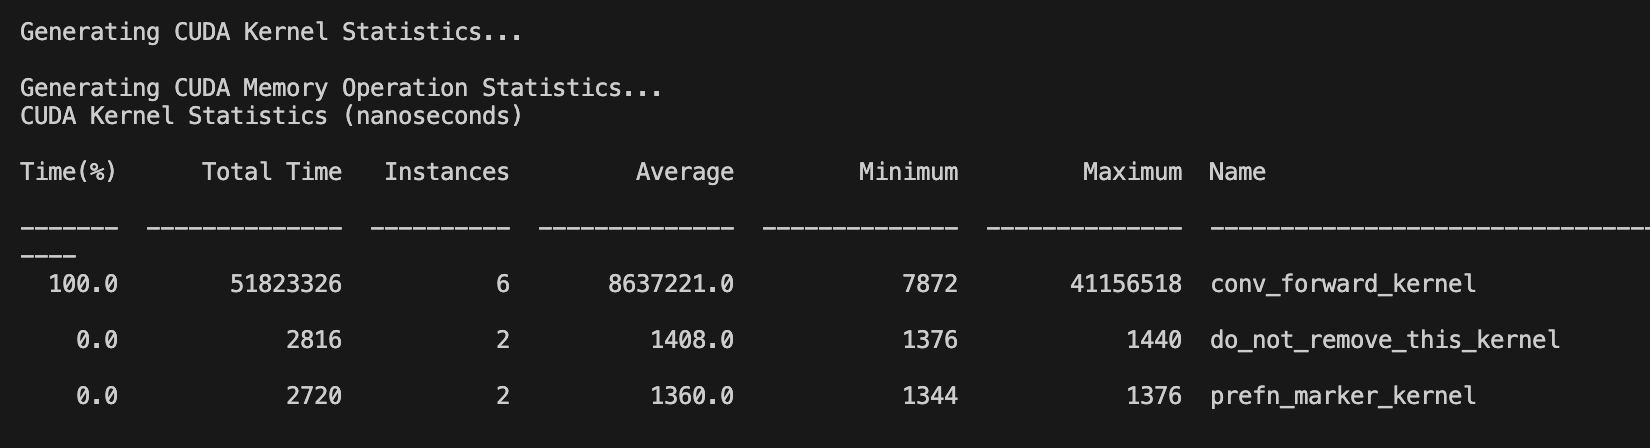 Generating CUDA Kernel Statistics...
Generating CUDA Memory Operation Statistics...
CUDA Kernel Statistics (nanoseconds)
Time(%) Total Time Instances Average Minimum Maximum Name
------- -------------- ---------- -------------- -------------- -------------- --------------------------------
----
100.0 51823326 6 8637221.0 7872 41156518 conv_forward_kernel
0.0 2816 2 1408.0 1376 1440 do_not_remove_this_kernel
0.0 2720 2 1360.0 1344 1376 prefn_marker_kernel